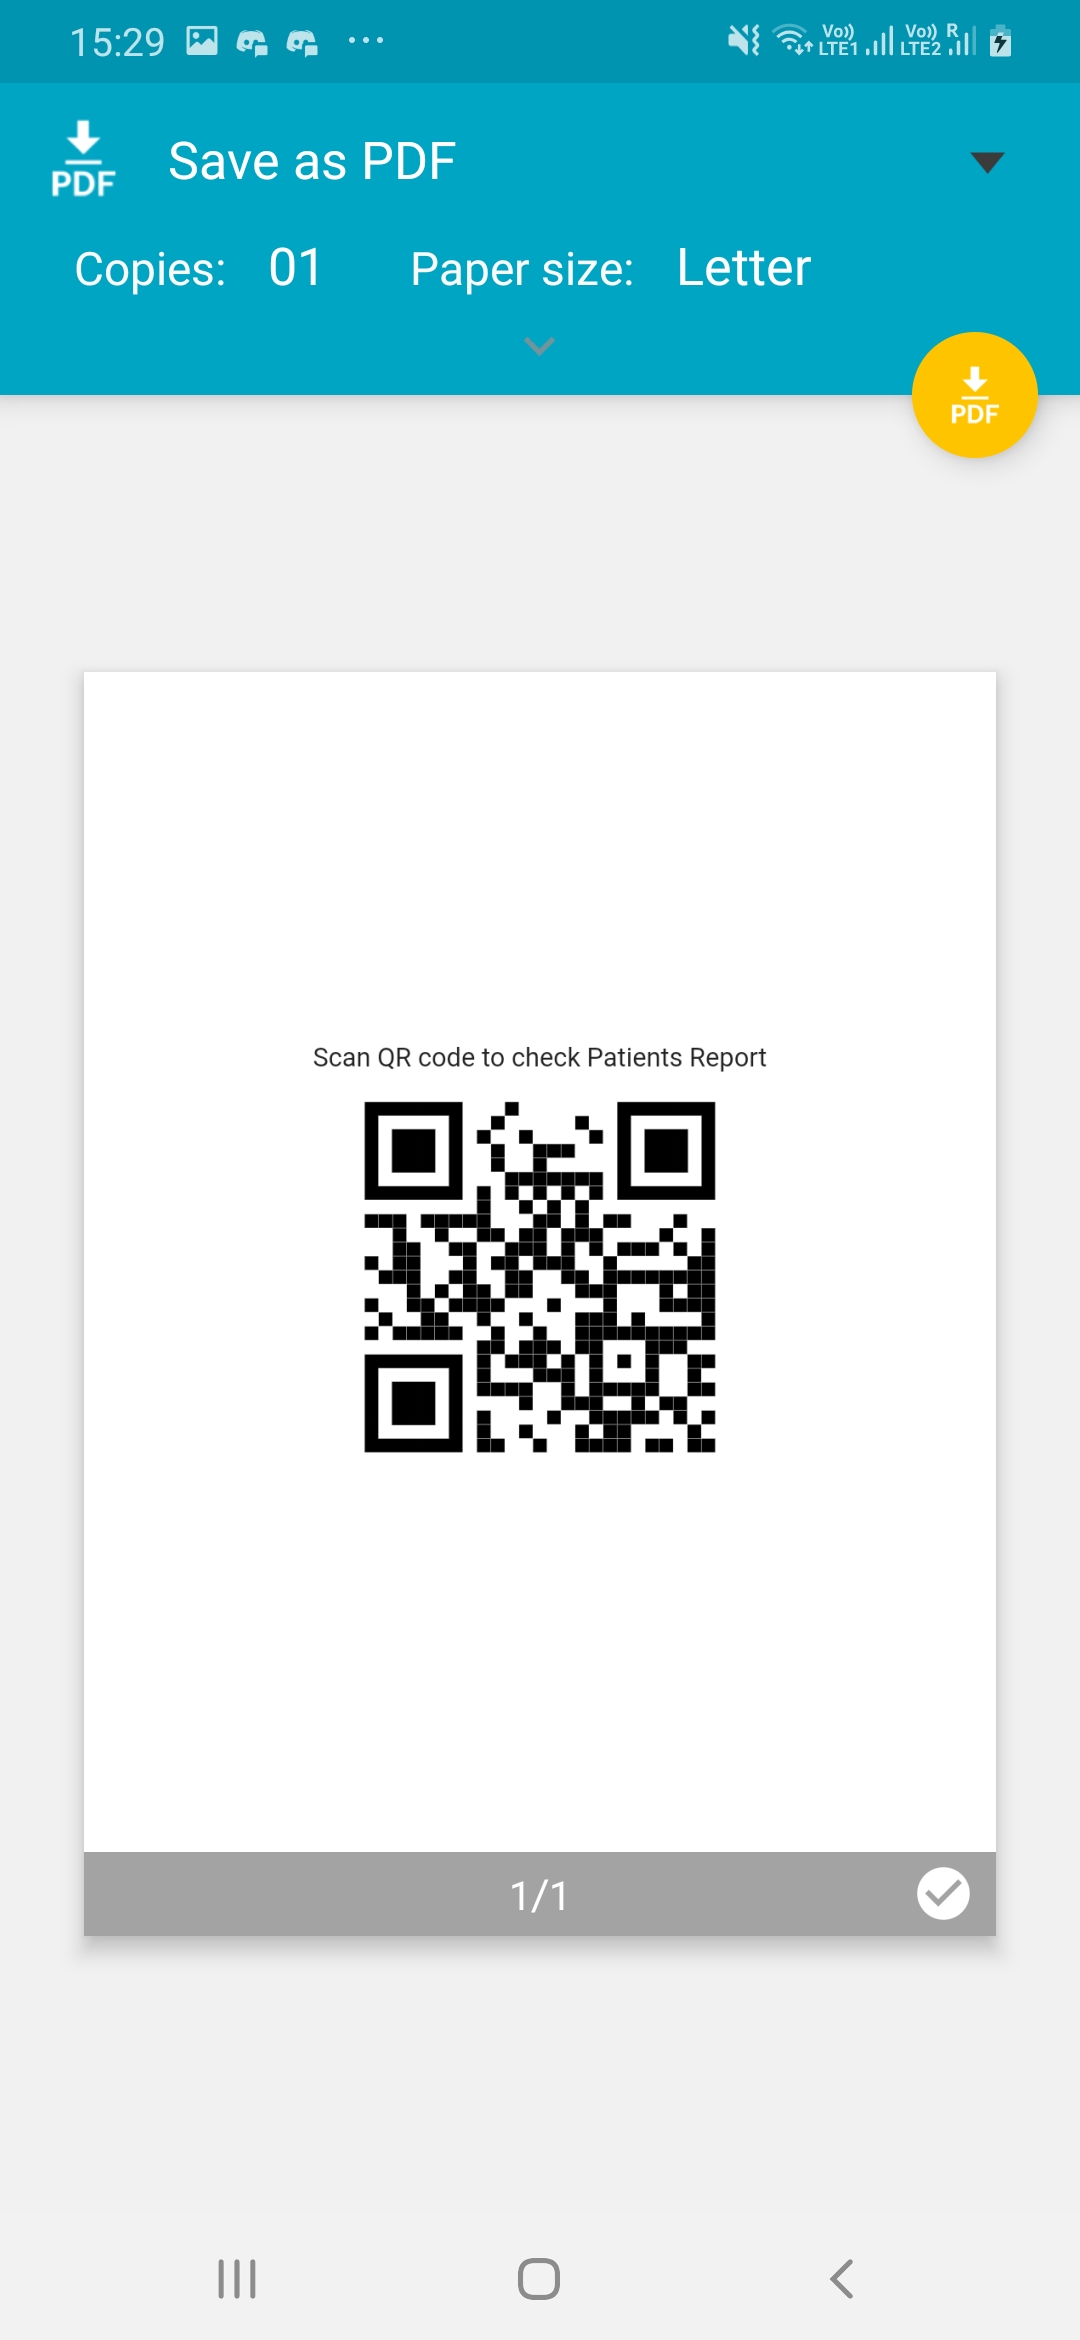 15:29
Vo)) LTE1 Vo)) LTE2 R
PDF Save as PDF
Copies: 01 Paper size: Letter
PDF
Scan QR code to check Patients Report
1/1